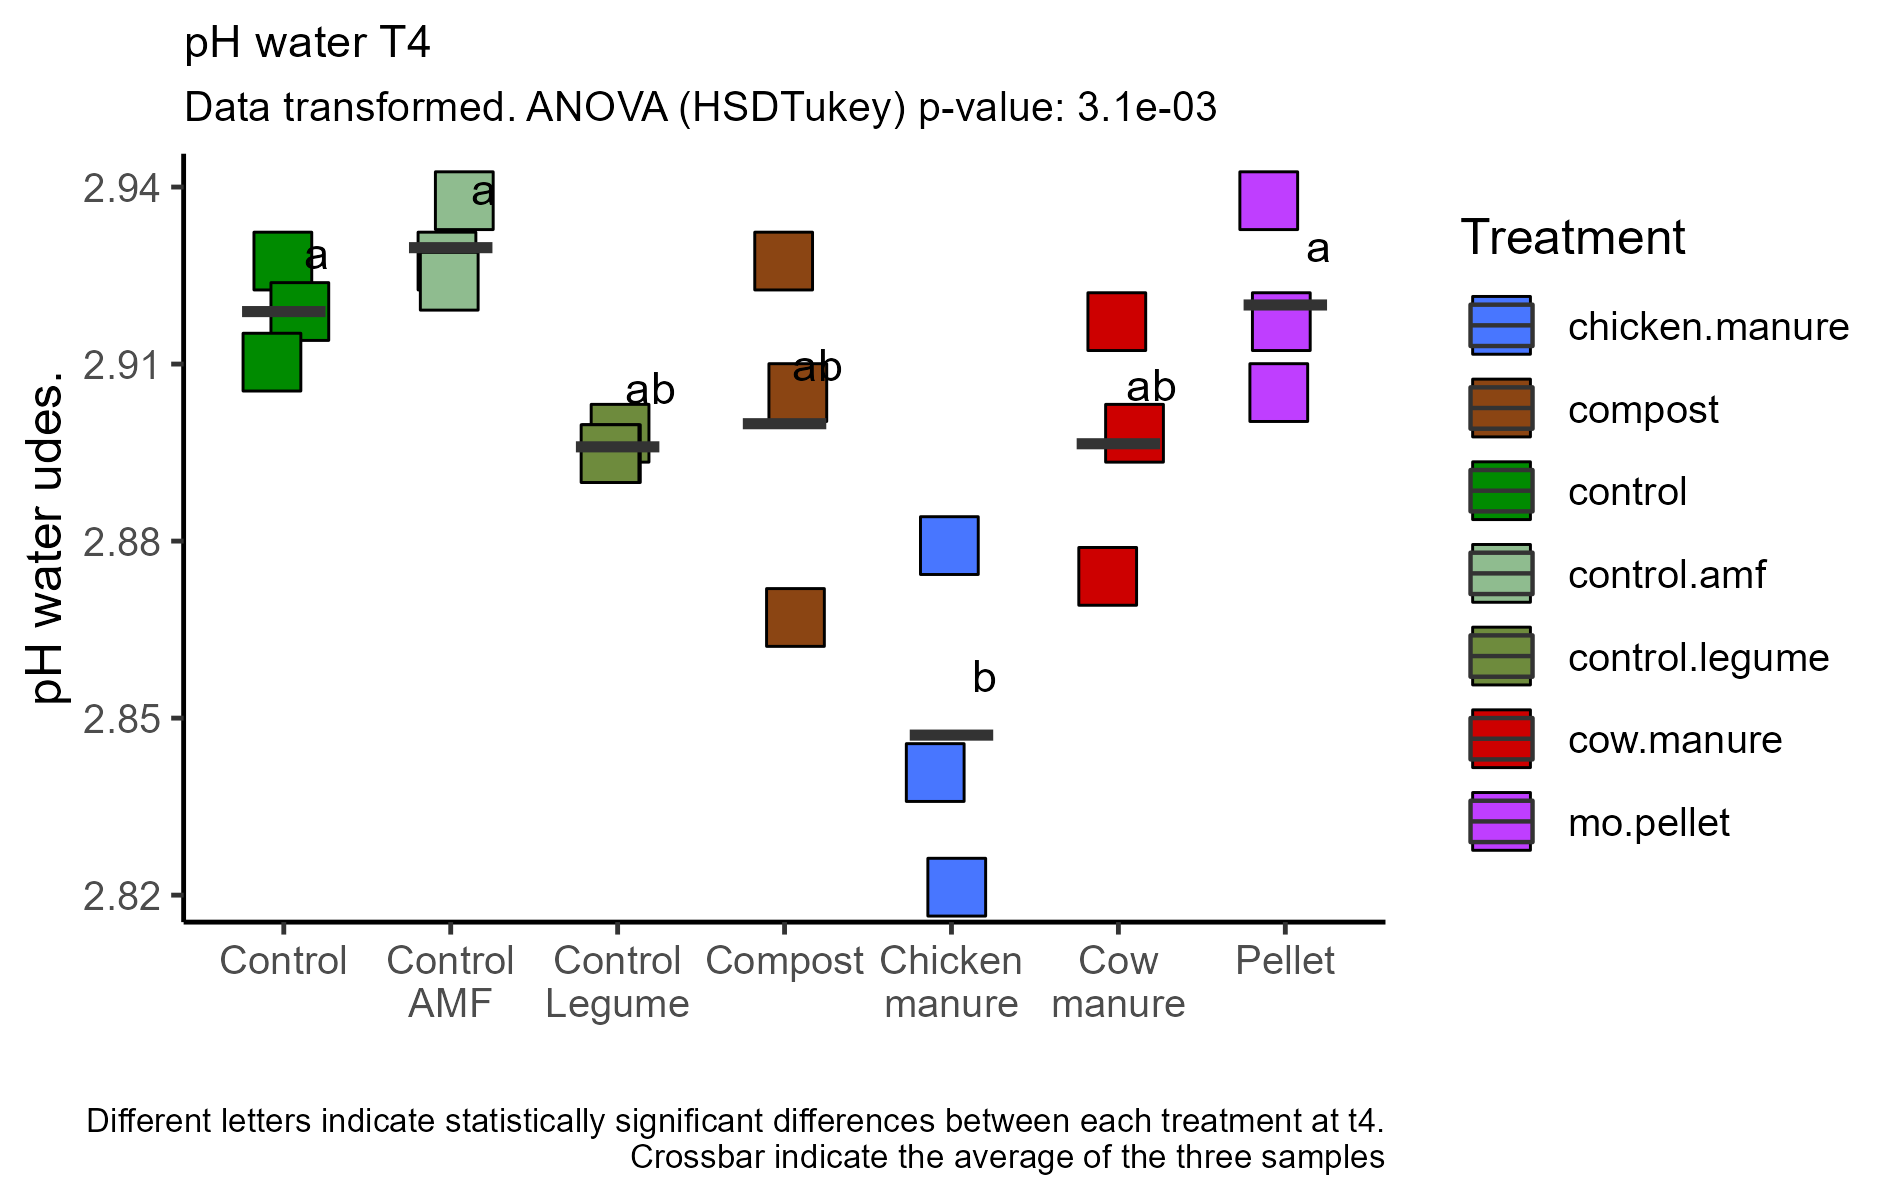 pH water T4
Data transformed. ANOVA (HSDTukey) p-value: 3.1e-03
pH water udes.
2.94
2.91
2.88
2.85
2.82
a
a
ab
ab
b
ab
a
Control
Control
AMF
Control
Legume
Compost
Chicken
manure
Cow
manure
Pellet
Treatment
chicken.manure
compost
control
control.amf
control.legume
cow.manure
mo.pellet
Different letters indicate statistically significant differences between each treatment at t4.
Crossbar indicate the average of the three samples